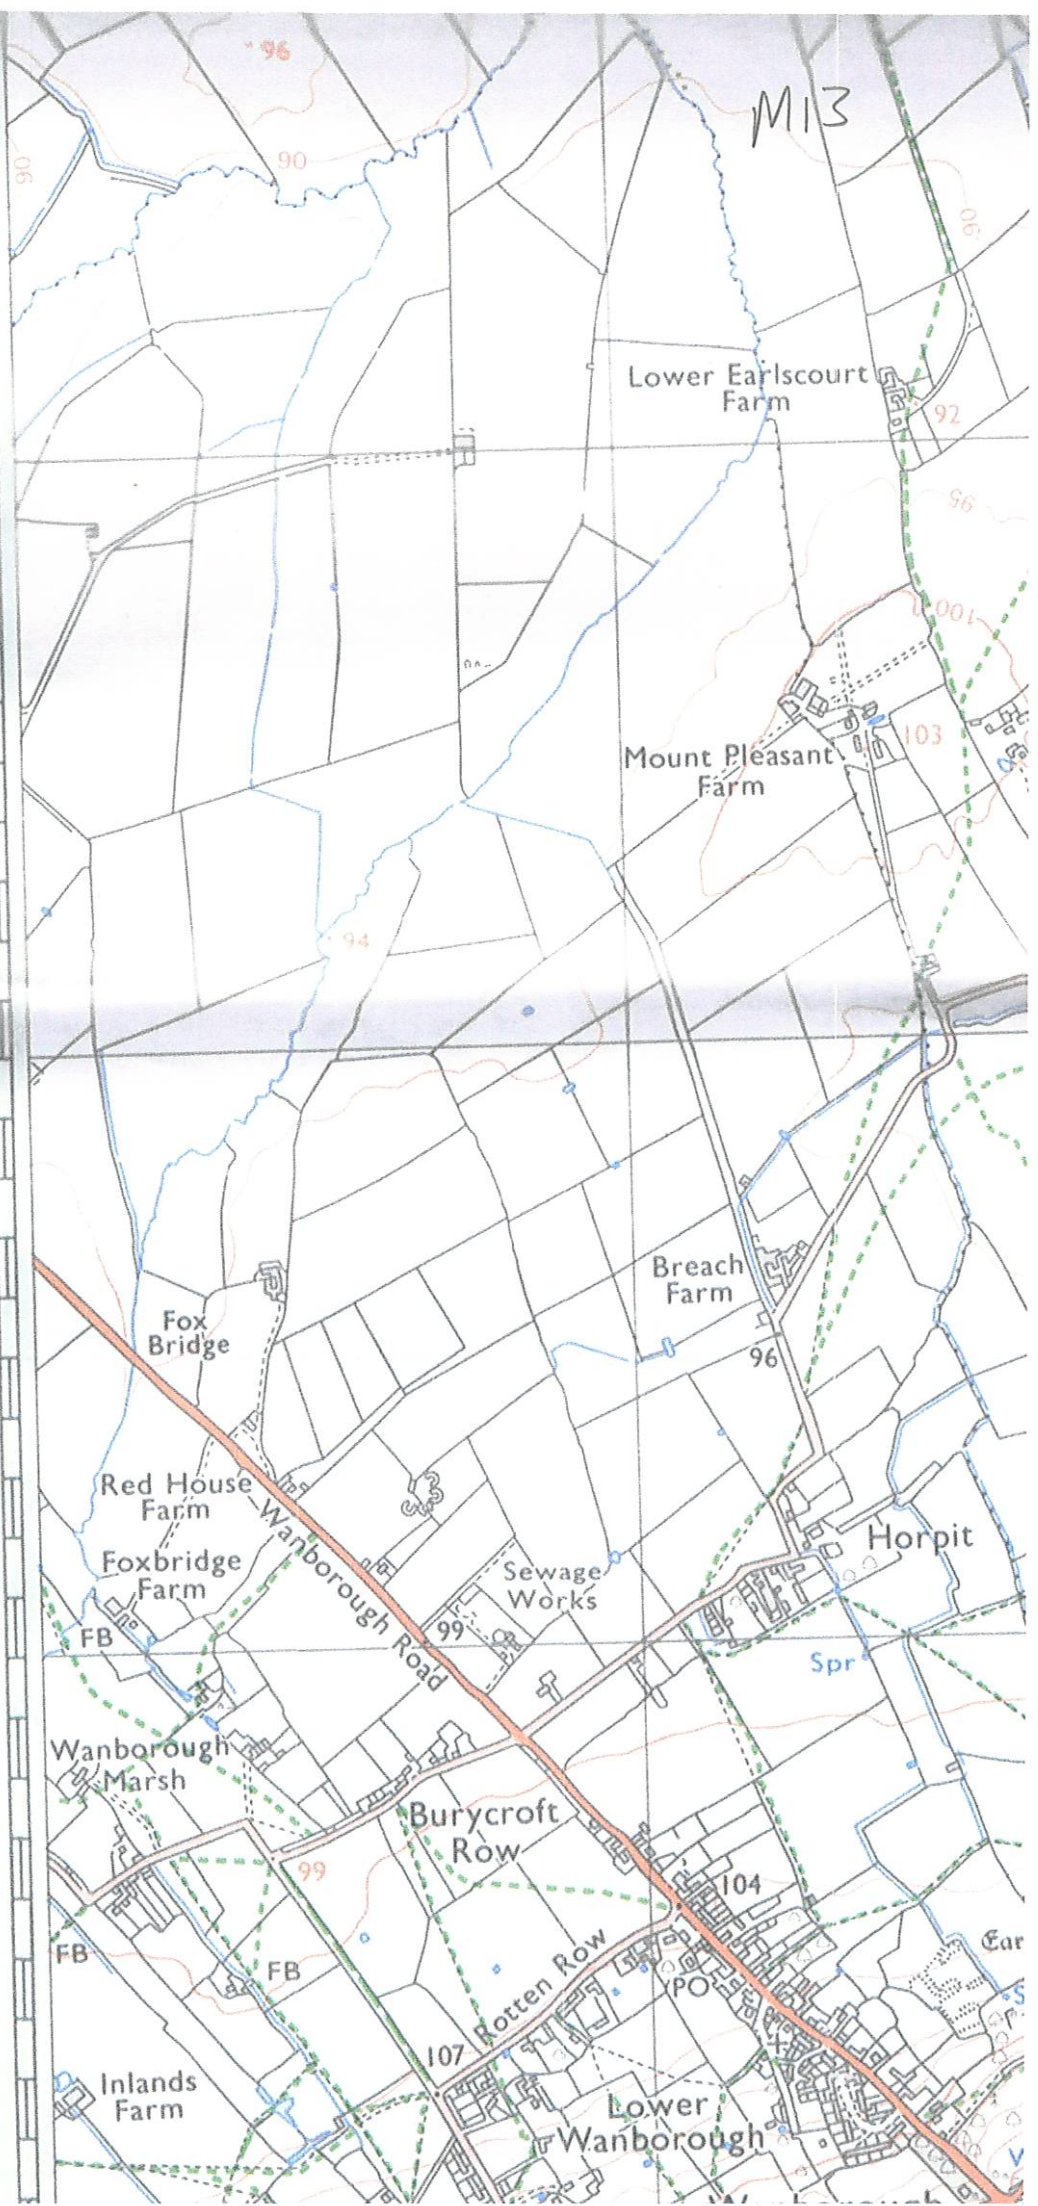 96
M13
90
90
90
Lower Earlscourt
Farm
92
95
100
103
Mount Pleasant
Farm
94
Breach
Farm
Fox
Bridge
96
Red House
Farm
Wanborough Road
Horpit
Foxbridge
Farm
Sewage
Works
99
FB
Spr
Wanborough
Marsh
Burycroft
Row
99
104
FB
FB
Rotten Row
Ear
S
PO
107
Inlands
Farm
Lower
Wanborough
V